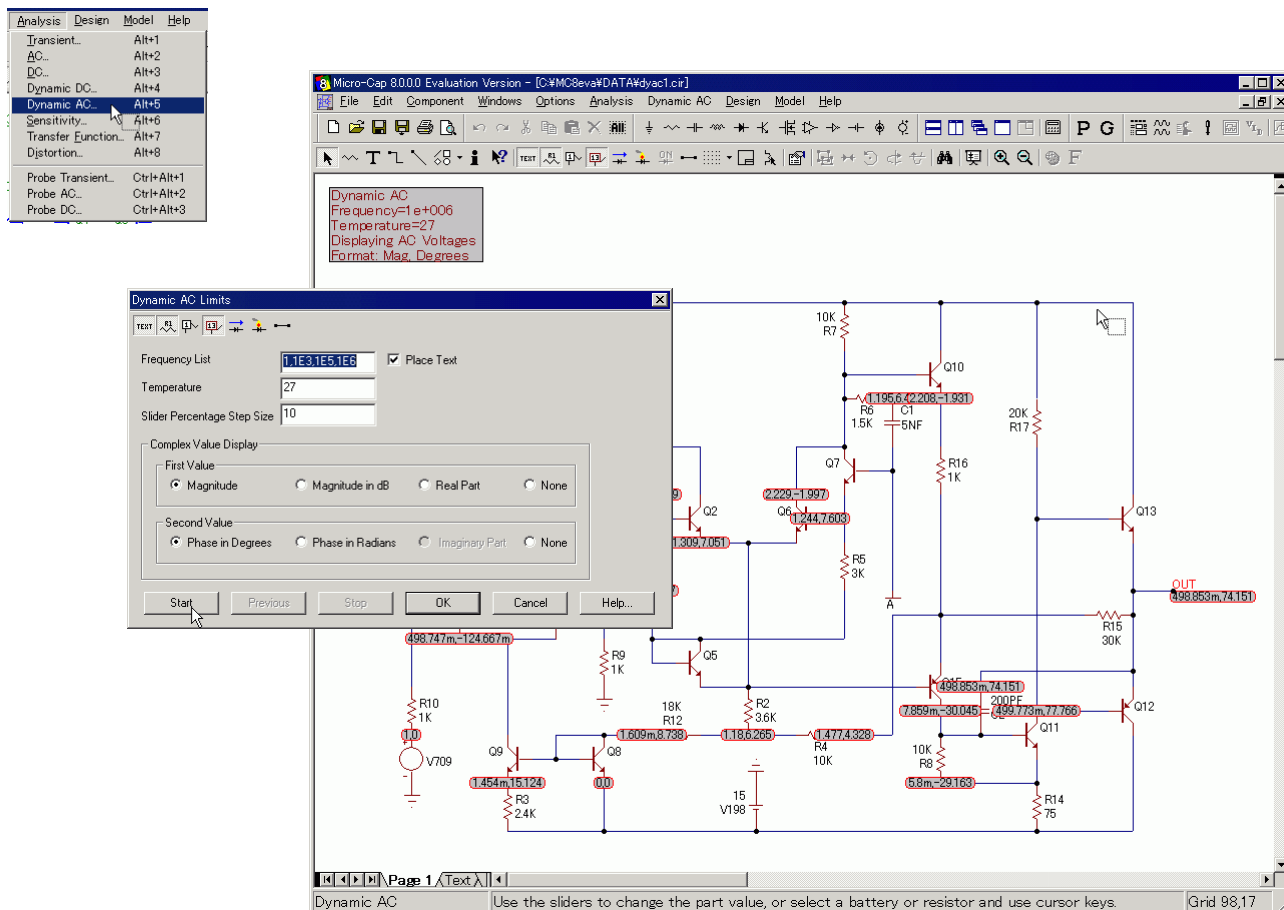 Analysis Design Model Help
Transient... Alt+1
AC... Alt+2
DC... Alt+3
Dynamic DC... Alt+4
Dynamic AC... Alt+5
Sensitivity... Alt+6
Transfer Function... Alt+7
Distortion... Alt+8
Probe Transient... Ctrl+Alt+1
Probe AC... Ctrl+Alt+2
Probe DC... Ctrl+Alt+3
Micro-Cap 8.0.0.0 Evaluation Version - [C:¥MC8eva¥DATA¥dyac1.cir]
File Edit Component Windows Options Analysis Dynamic AC Design Model Help
P G
T TEXT F
Dynamic AC
Frequency=1e+006
Temperature=27
Displaying AC Voltages
Format: Mag, Degrees
Dynamic AC Limits
TEXT
Frequency List 1,1E3,1E5,1E6 Place Text
Temperature 27
Slider Percentage Step Size 10
Complex Value Display
First Value
Magnitude Magnitude in dB Real Part None
Second Value
Phase in Degrees Phase in Radians Imaginary Part None
Start Previous Stop OK Cancel Help...
10K
R7
Q10
R6
1.5K
C1
5NF
20K
R17
Q7
R16
1K
2.229,-1.997
Q2
Q6
1.244,7.603
Q13
1.309,7.051
R5
3K
A
OUT
498.853m,74.151
R15
30K
498.747m,-124.667m
R9
1K
Q5
498.853m,74.151
200PF
R10
1K
18K
R12
R2
3.6K
7.859m,-30.045
499.773m,77.766
Q12
1,0
1.609m,8.738
1.18,6.265
1.477,4.328
R4
10K
Q11
V709
Q9
Q8
10K
R8
1.454m,15.124
0,0
5.8m,-29.163
R3
2.4K
15
V198
R14
75
Page 1 Text
Dynamic AC Use the sliders to change the part value, or select a battery or resistor and use cursor keys. Grid 98,17